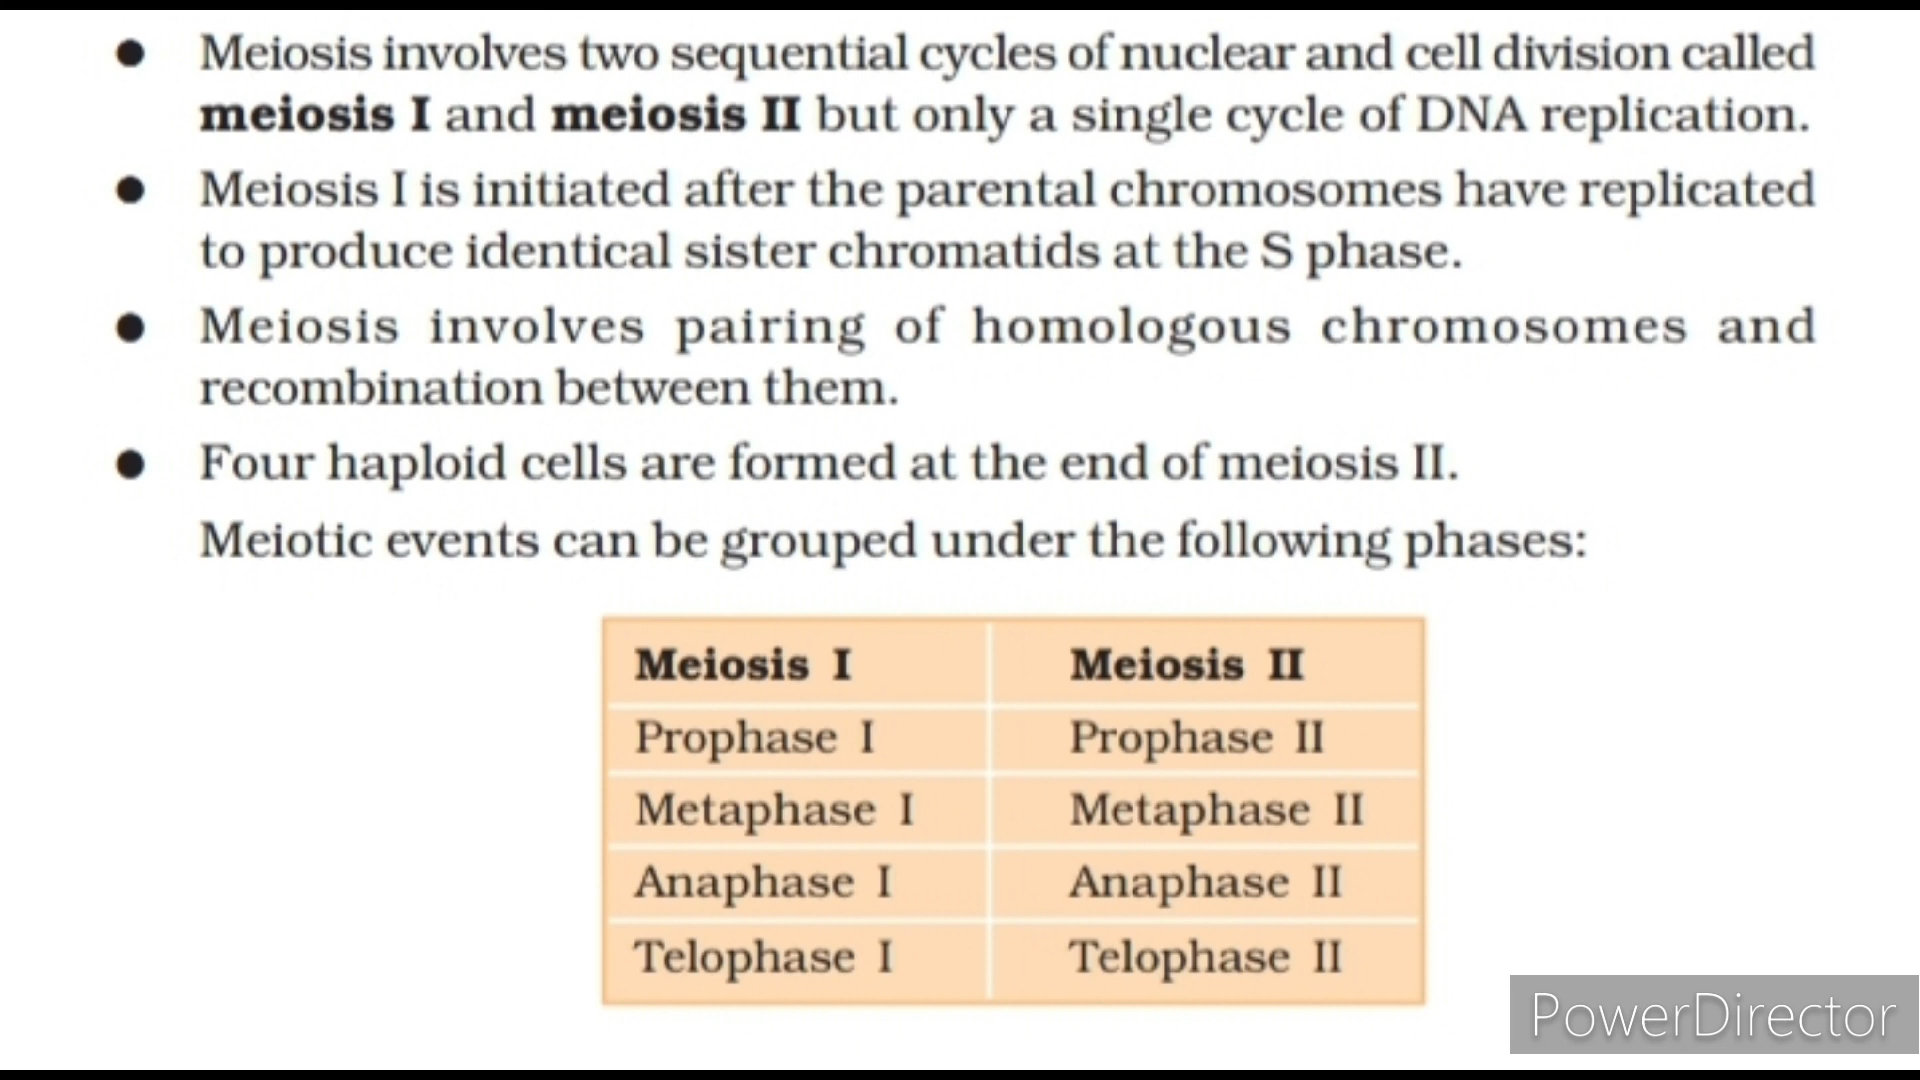 ● Meiosis involves two sequential cycles of nuclear and cell division called
meiosis I and meiosis II but only a single cycle of DNA replication.
● Meiosis I is initiated after the parental chromosomes have replicated
to produce identical sister chromatids at the S phase.
● Meiosis involves pairing of homologous chromosomes and
recombination between them.
● Four haploid cells are formed at the end of meiosis II.
Meiotic events can be grouped under the following phases:
Meiosis I Meiosis II
Prophase I Prophase II
Metaphase I Metaphase II
Anaphase I Anaphase II
Telophase I Telophase II
PowerDirector